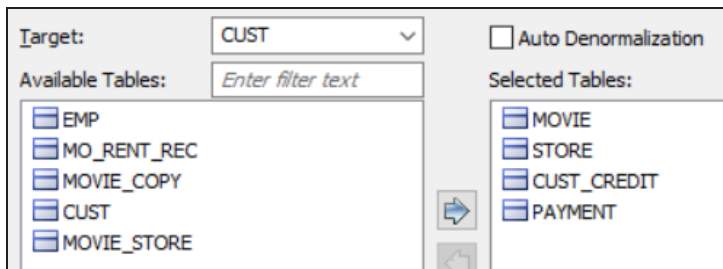 Target: CUST Auto Denormalization
Available Tables: Enter filter text Selected Tables:
EMP MOVIE
MO_RENT_REC STORE
MOVIE_COPY CUST_CREDIT
CUST PAYMENT
MOVIE_STORE